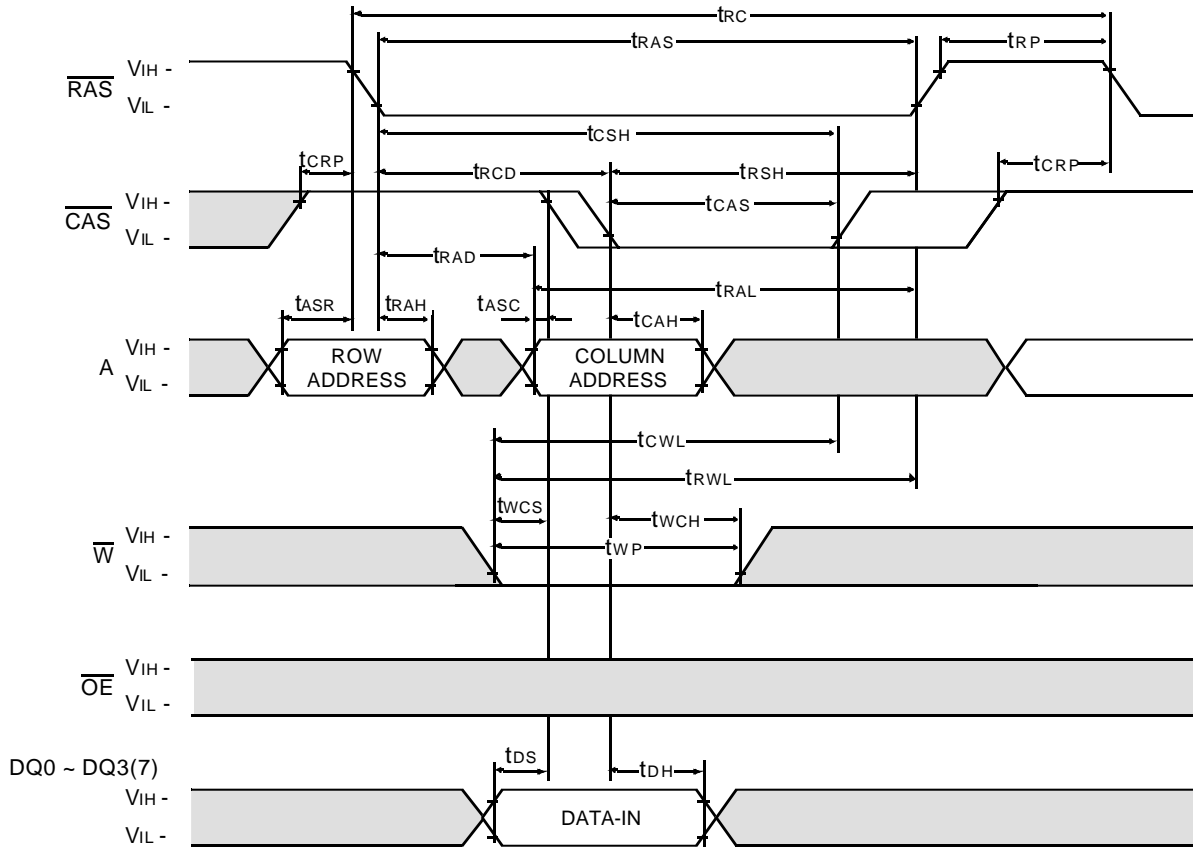 tRC
tRAS
tRP
RAS
VIH -
VIL -
tCSH
tCRP
tRCD
tRSH
tCRP
CAS
VIH -
VIL -
tCAS
tRAD
tRAL
tASR
tRAH
tASC
tCAH
A
VIH -
VIL -
ROW
ADDRESS
COLUMN
ADDRESS
tCWL
tRWL
tWCS
tWCH
W
VIH -
VIL -
tWP
OE
VIH -
VIL -
tDS
tDH
DQ0 ~ DQ3(7)
VIH -
VIL -
DATA-IN